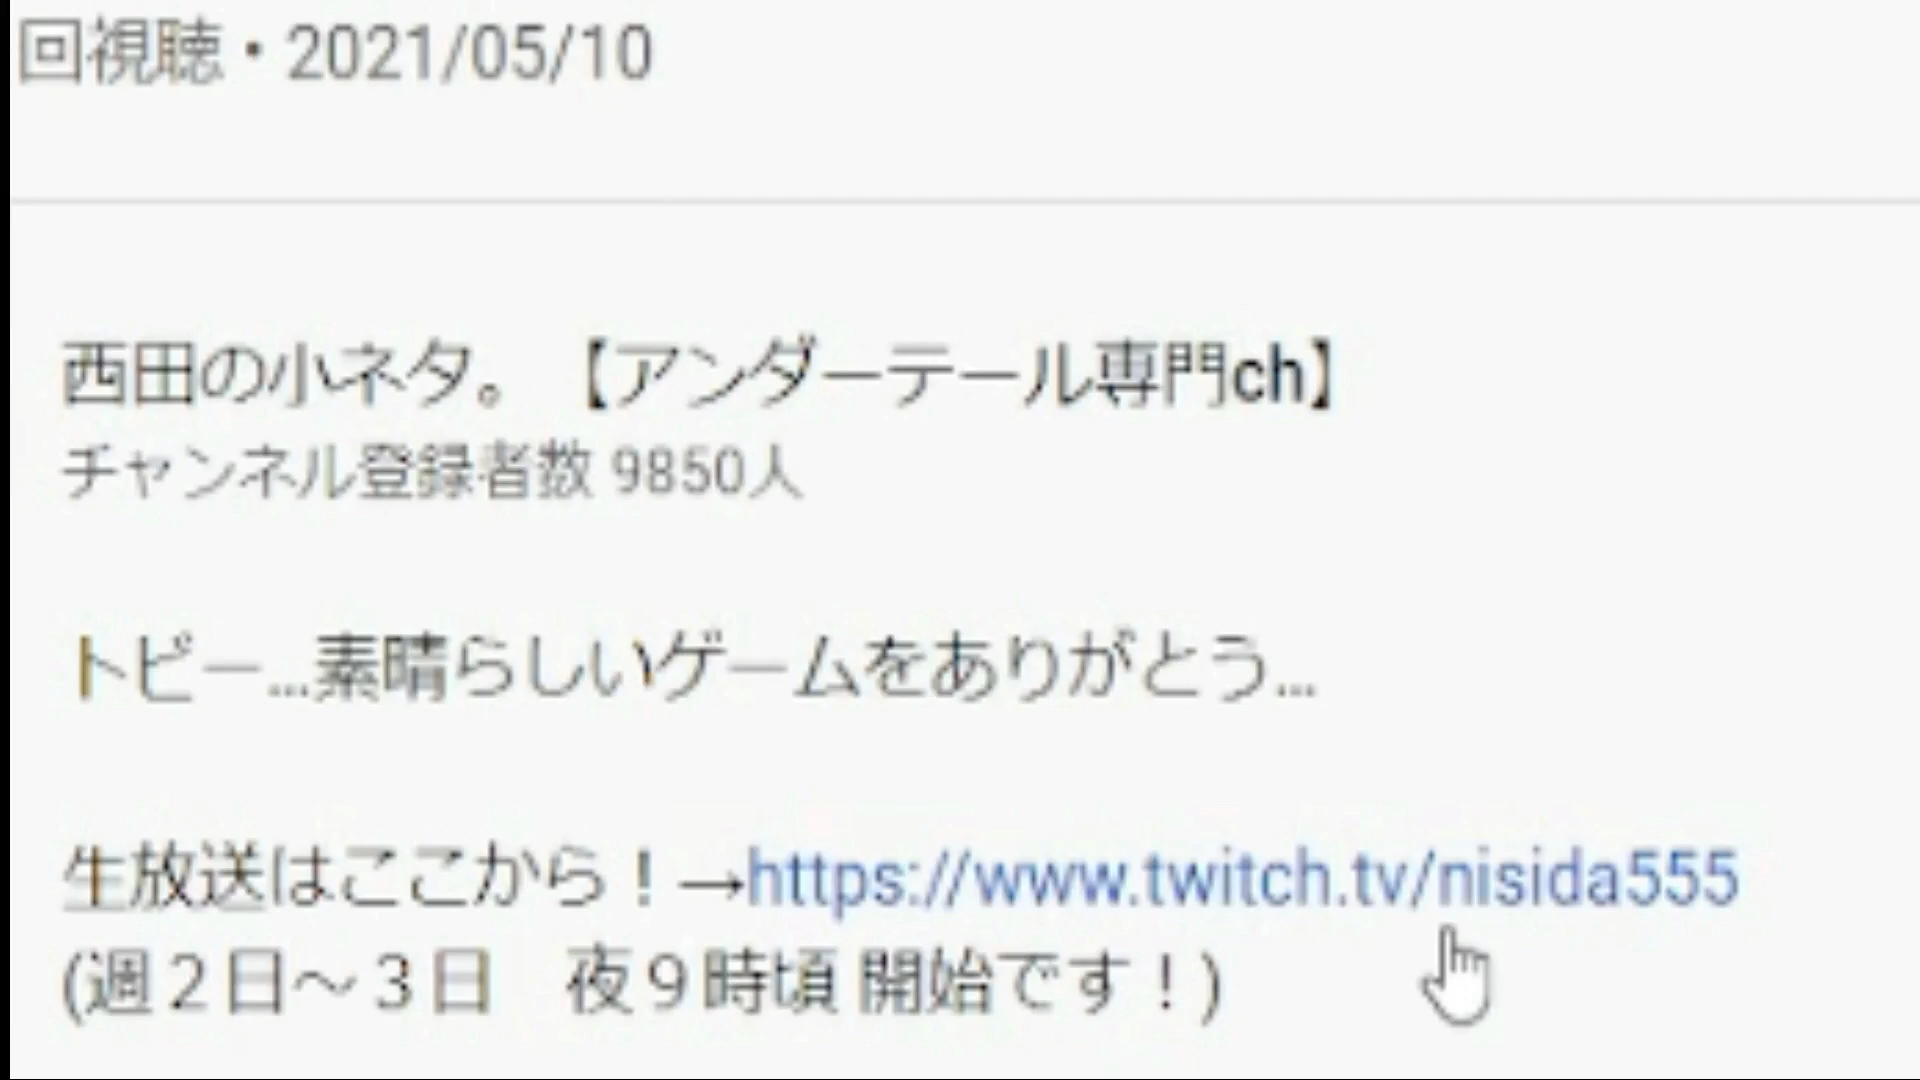 回視聴・2021/05/10
西田の小ネタ。【アンダーテール専門ch】
チャンネル登録者数 9850人
トビー...素晴らしいゲームをありがとう...
生放送はここから！→https://www.twitch.tv/nisida555
(週２日～３日　夜９時頃 開始です！)